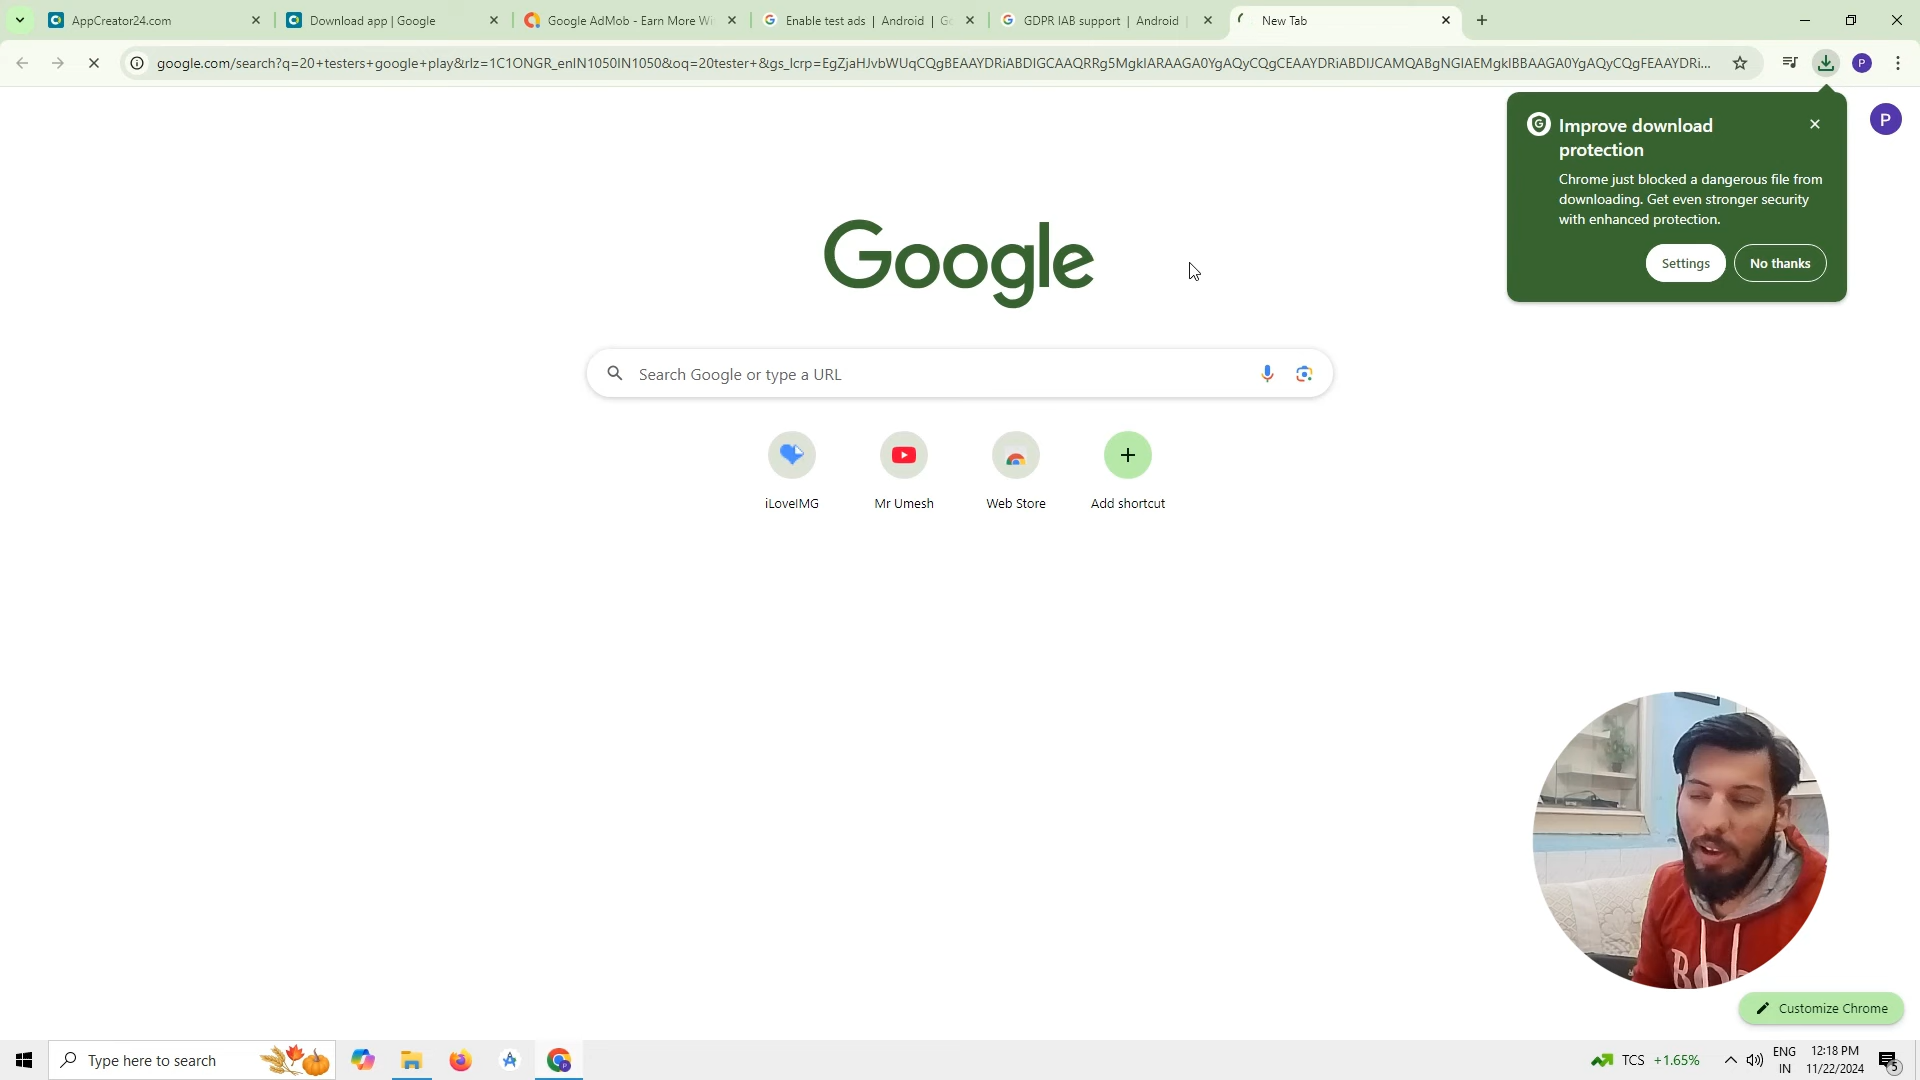 AppCreator24.com
Download app | Google
Google AdMob - Earn More Wi
Enable test ads | Android | Go
GDPR IAB support | Android
New Tab
google.com/search?q=20+testers+google+play&rlz=1C1ONGR_enIN1050IN1050&oq=20tester+&gs_lcrp=EgZjaHJvbWUqCQgBEAAYDRiABDIGCAAQRRg5MgkIARAAGA0YgAQyCQgCEAAYDRiABDIJCAMQABgNGIAEMgkIBBAAGA0YgAQyCQgFEAAYDRi...
P
Improve download
protection
P
Chrome just blocked a dangerous file from
downloading. Get even stronger security
with enhanced protection.
Settings
No thanks
Google
Search Google or type a URL
iLoveIMG
Mr Umesh
Web Store
Add shortcut
Customize Chrome
Type here to search
TCS +1.65%
ENG
IN
12:18 PM
11/22/2024
5